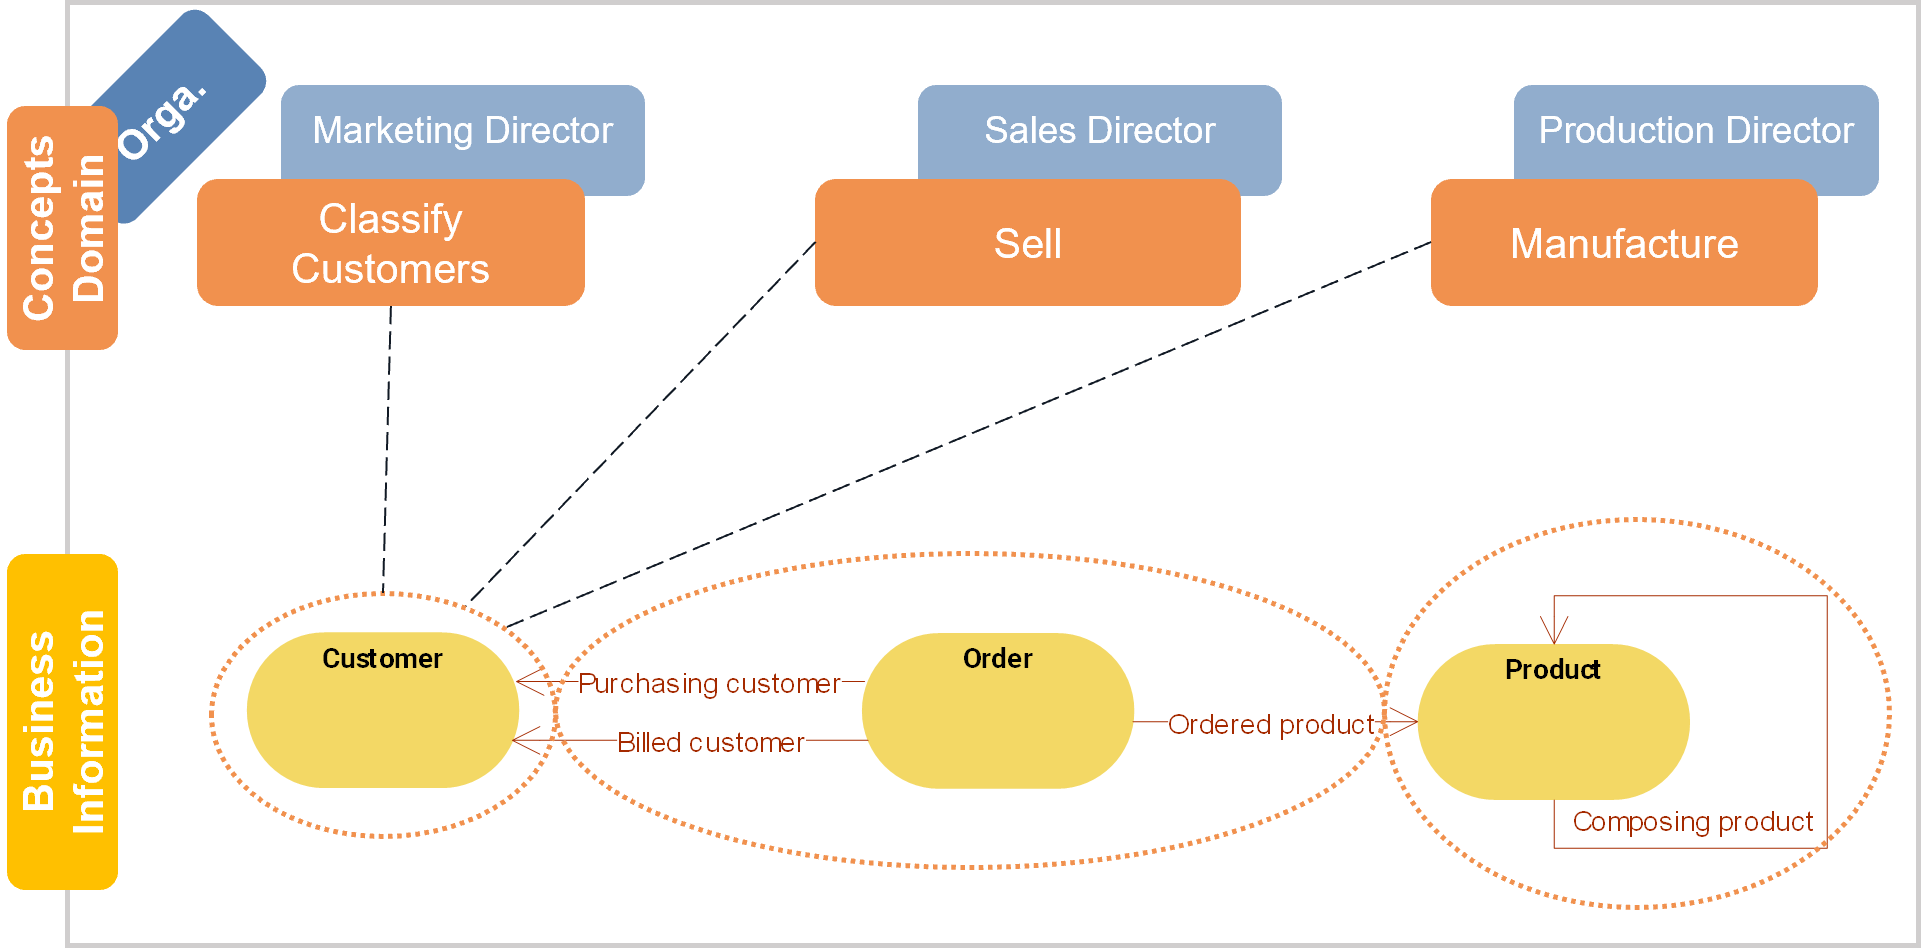 Orga.
Concepts
Domain
Marketing Director
Sales Director
Production Director
Classify
Customers
Sell
Manufacture
Business
Information
Customer
Order
Product
Purchasing customer
Billed customer
Ordered product
Composing product